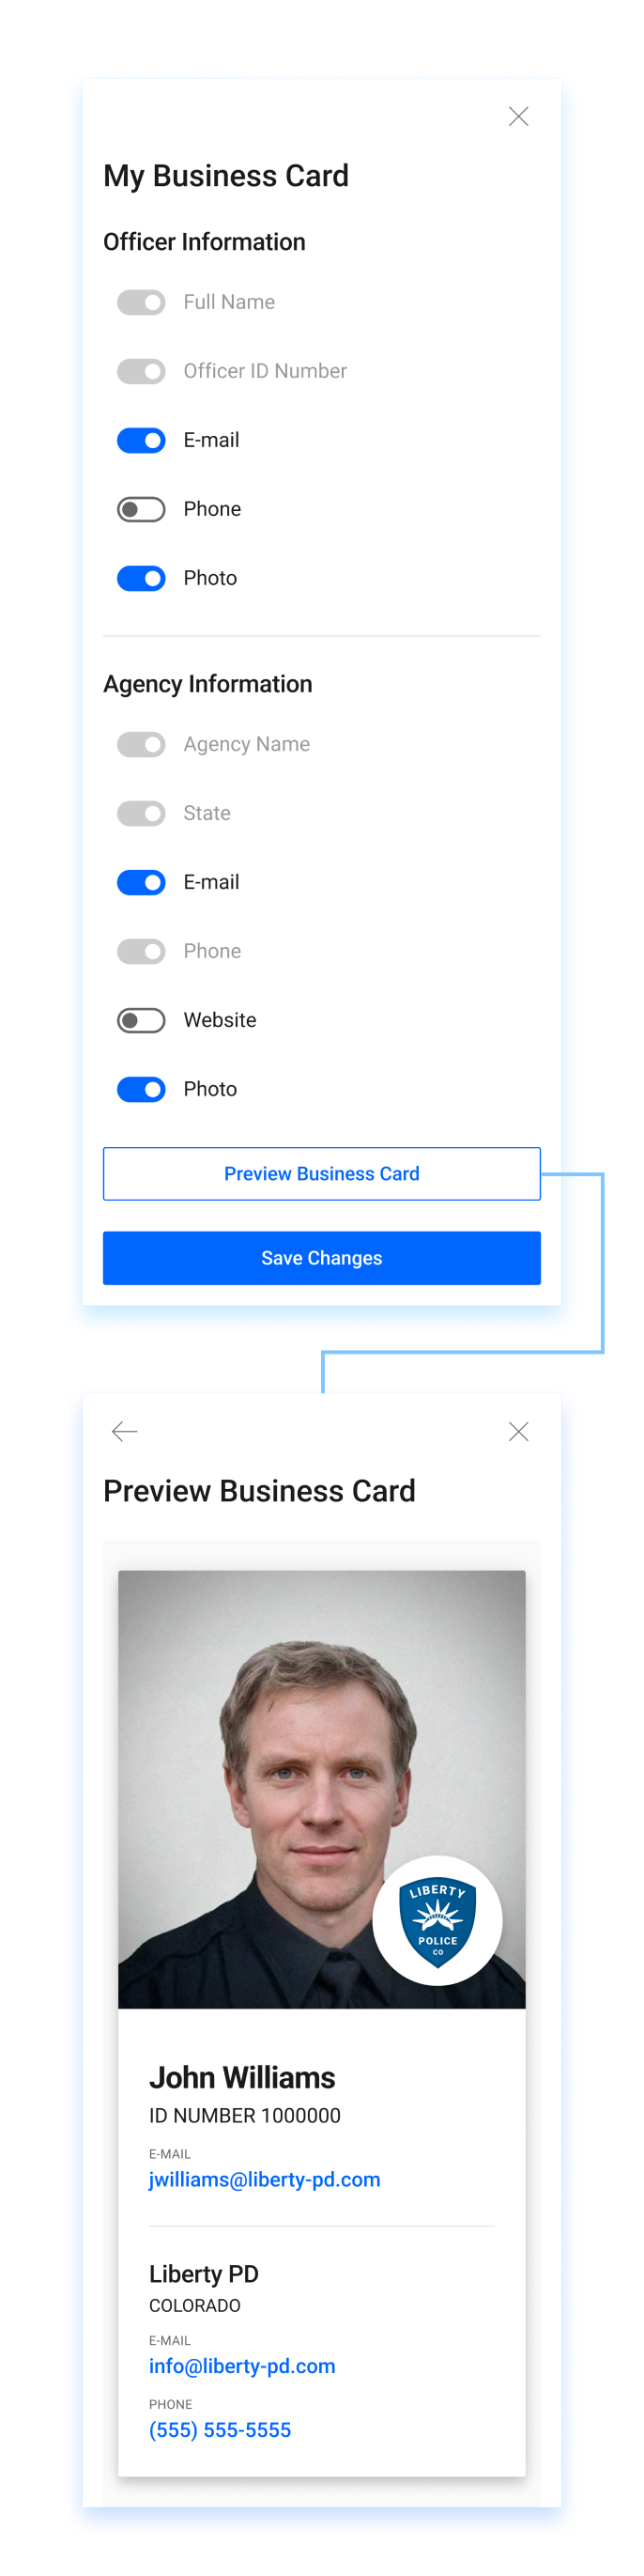 My Business Card
Officer Information
Full Name
Officer ID Number
E-mail
Phone
Photo
Agency Information
Agency Name
State
E-mail
Phone
Website
Photo
Preview Business Card
Save Changes
Preview Business Card
LIBERTY
POLICE
CO
John Williams
ID NUMBER 1000000
E-MAIL
jwilliams@liberty-pd.com
Liberty PD
COLORADO
E-MAIL
info@liberty-pd.com
PHONE
(555) 555-5555